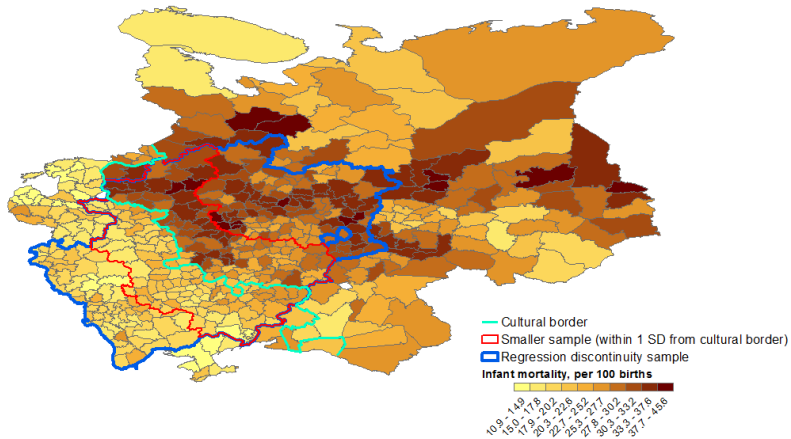 Cultural border
Smaller sample (within 1 SD from cultural border)
Regression discontinuity sample
Infant mortality, per 100 births
10.9 - 14.9
15.0 - 17.8
17.9 - 20.2
20.3 - 22.6
22.7 - 25.2
25.3 - 27.7
27.8 - 30.2
30.3 - 33.2
33.3 - 37.6
37.7 - 45.6